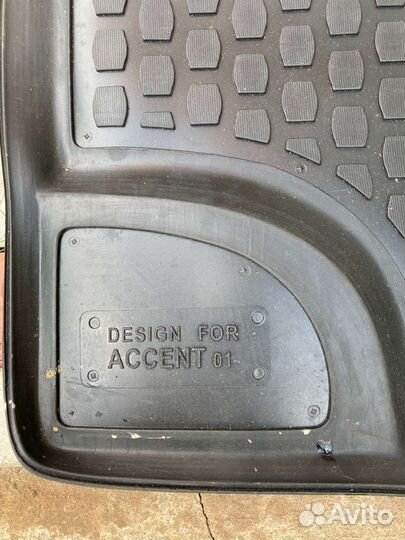 DESIGN FOR
ACCENT 01-
Avito